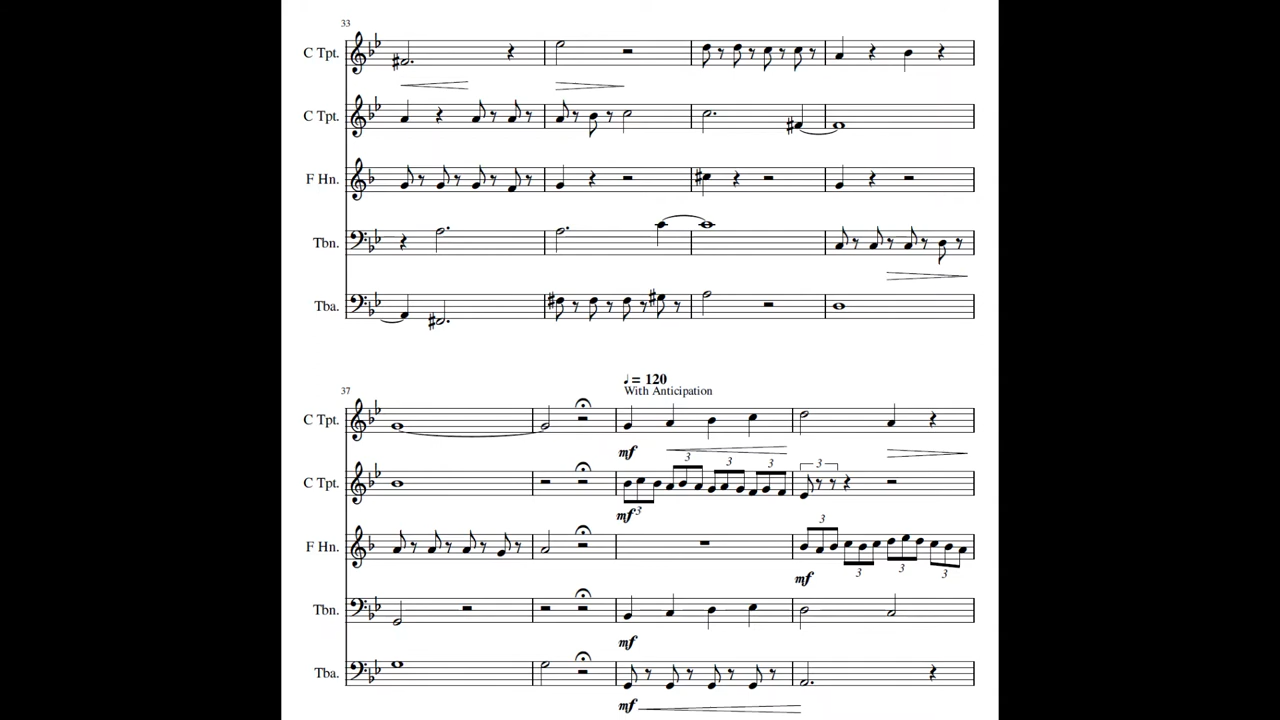 33
C Tpt.
C Tpt.
F Hn.
Tbn.
Tba.
37
♩ = 120
With Anticipation
C Tpt.
mf
3 3 3
C Tpt.
3
mf 3
3
F Hn.
3 3 3
mf
Tbn.
mf
Tba.
mf